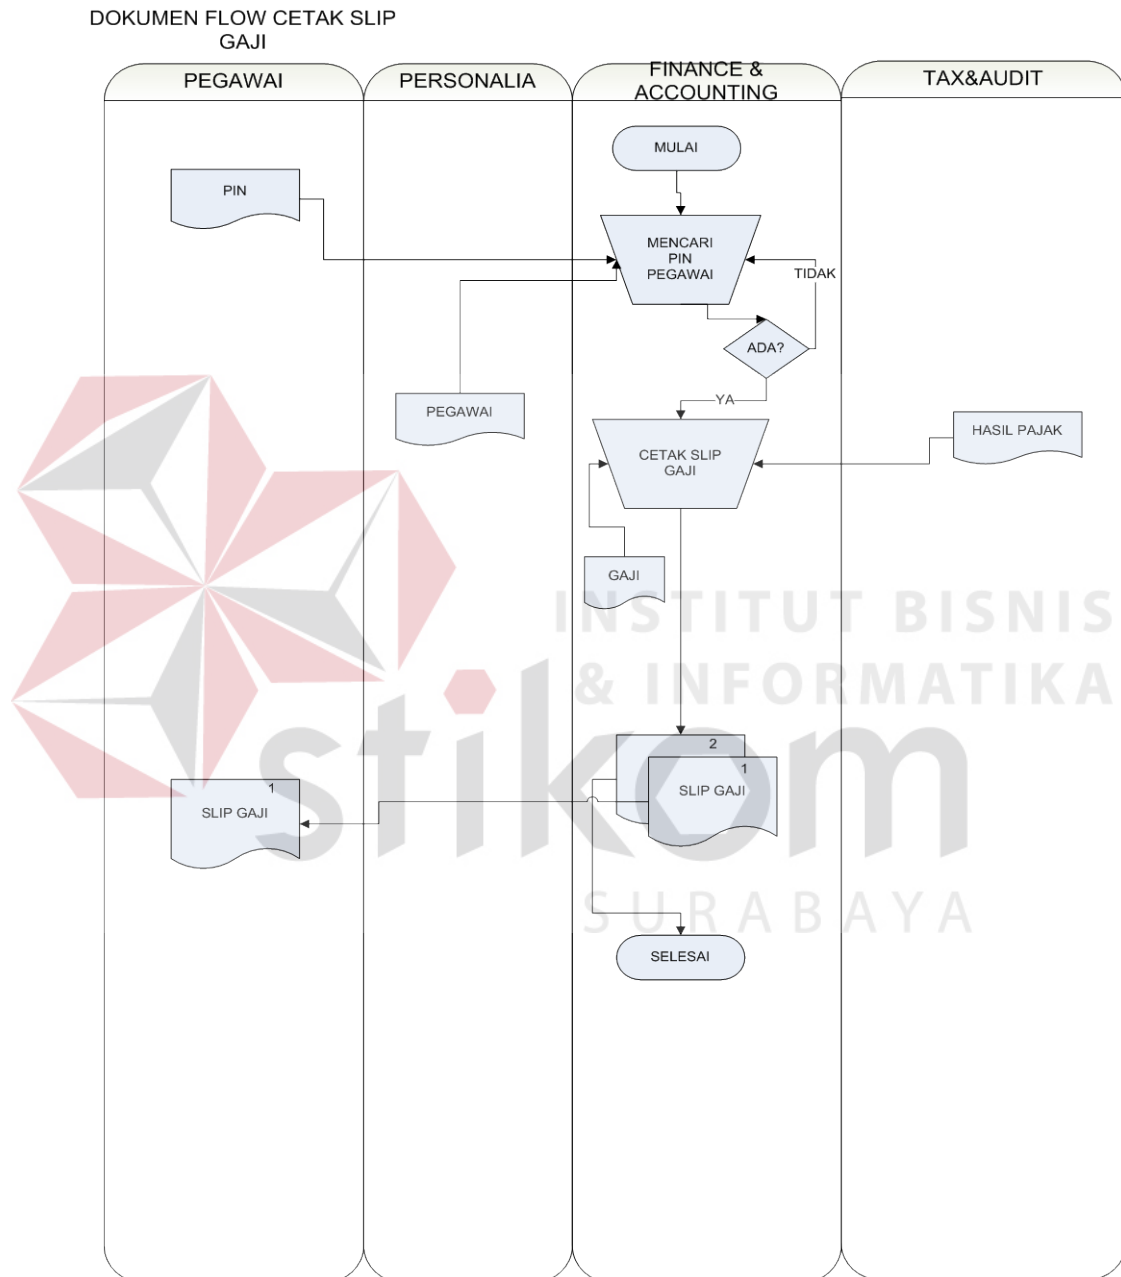 DOKUMEN FLOW CETAK SLIP
GAJI
PEGAWAI
PERSONALIA
FINANCE &
ACCOUNTING
TAX&AUDIT
MULAI
PIN
MENCARI
PIN
PEGAWAI
TIDAK
ADA?
YA
PEGAWAI
HASIL PAJAK
CETAK SLIP
GAJI
GAJI
INSTITUT BISNIS
& INFORMATIKA
stikom
SURABAYA
2
1
SLIP GAJI
1
SLIP GAJI
SELESAI